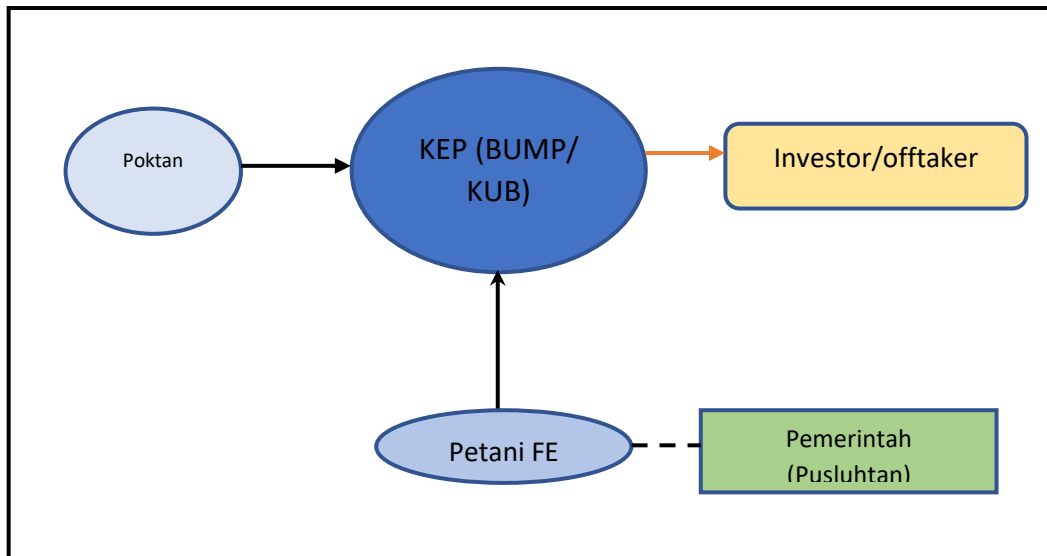 Poktan
KEP (BUMP/
KUB)
Investor/offtaker
Petani FE
Pemerintah
(Pusluhtan)